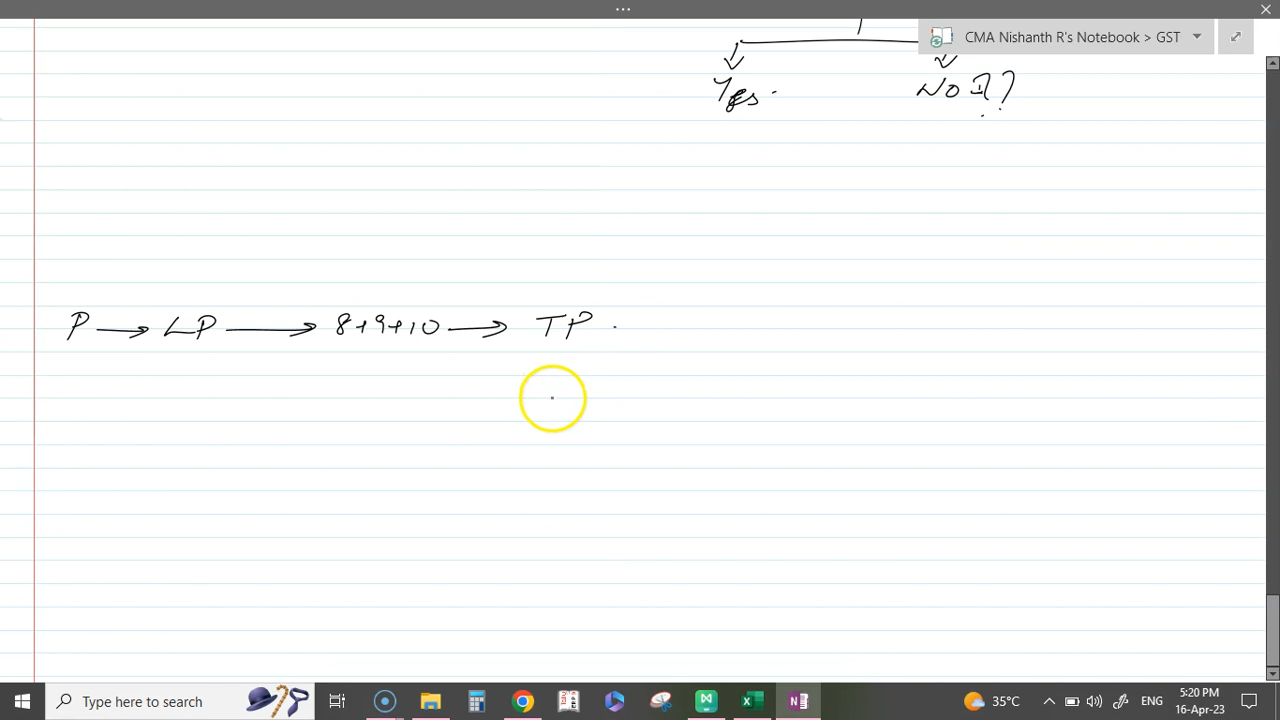 CMA Nishanth R's Notebook > GST
Yes.
No I?
P → LP → 8+9+10 → TP.
Type here to search
35°C
ENG
5:20 PM
16-Apr-23